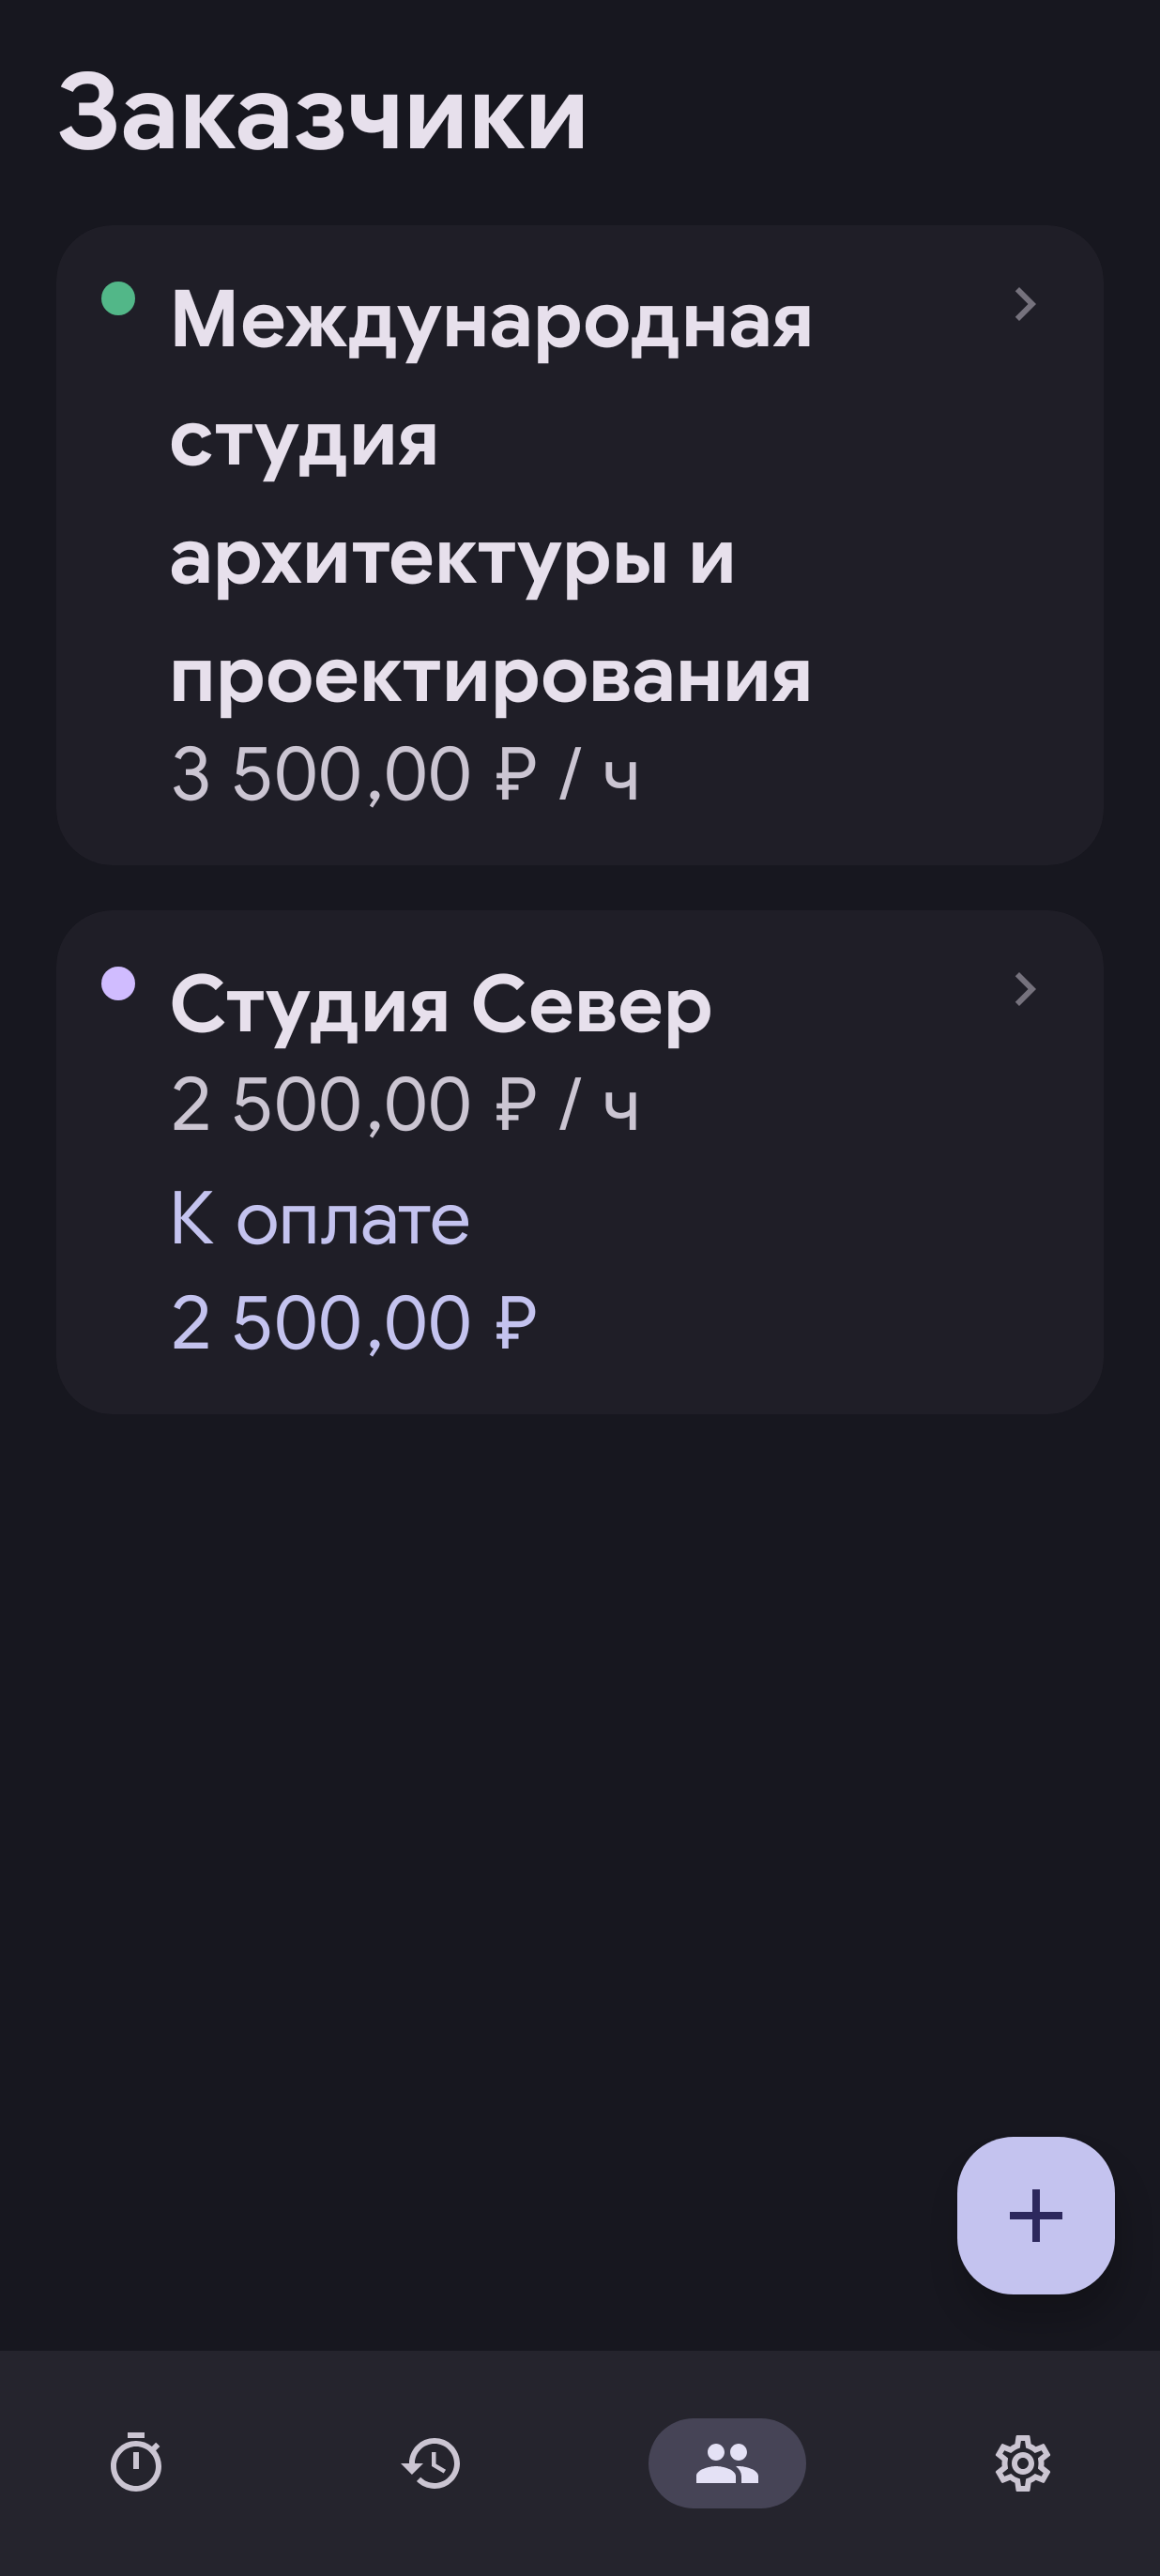 Заказчики
Международная
студия
архитектуры и
проектирования
3 500,00 ₽ / ч
Студия Север
2 500,00 ₽ / ч
К оплате
2 500,00 ₽